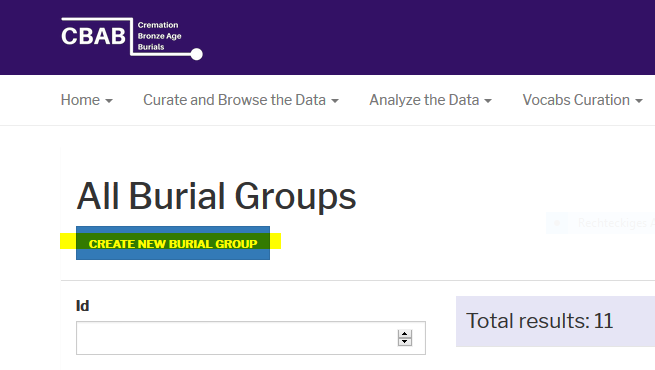 CBAB
Cremation
Bronze Age
Burials
Home
Curate and Browse the Data
Analyze the Data
Vocabs Curation
All Burial Groups
CREATE NEW BURIAL GROUP
Id
Total results: 11